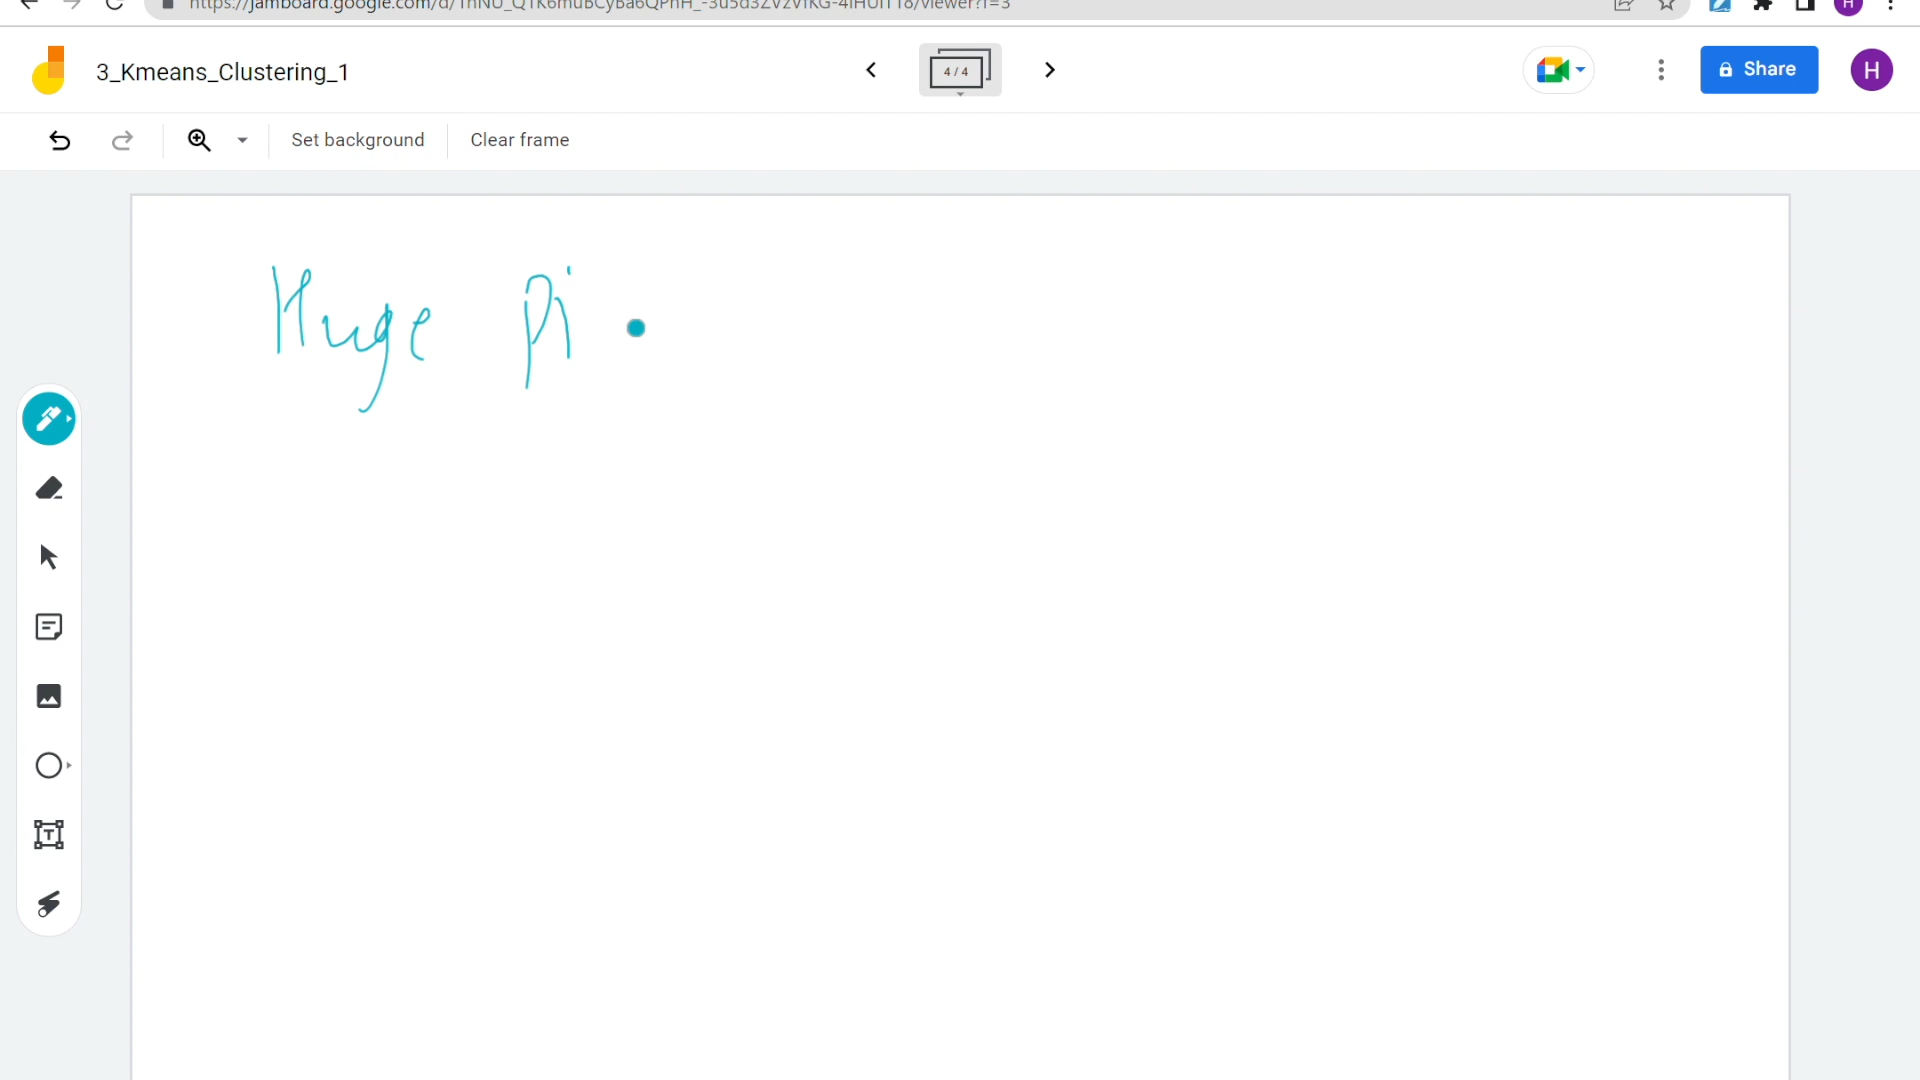 3_Kmeans_Clustering_1
4 / 4
Share
H
Set background
Clear frame
Huge Pi